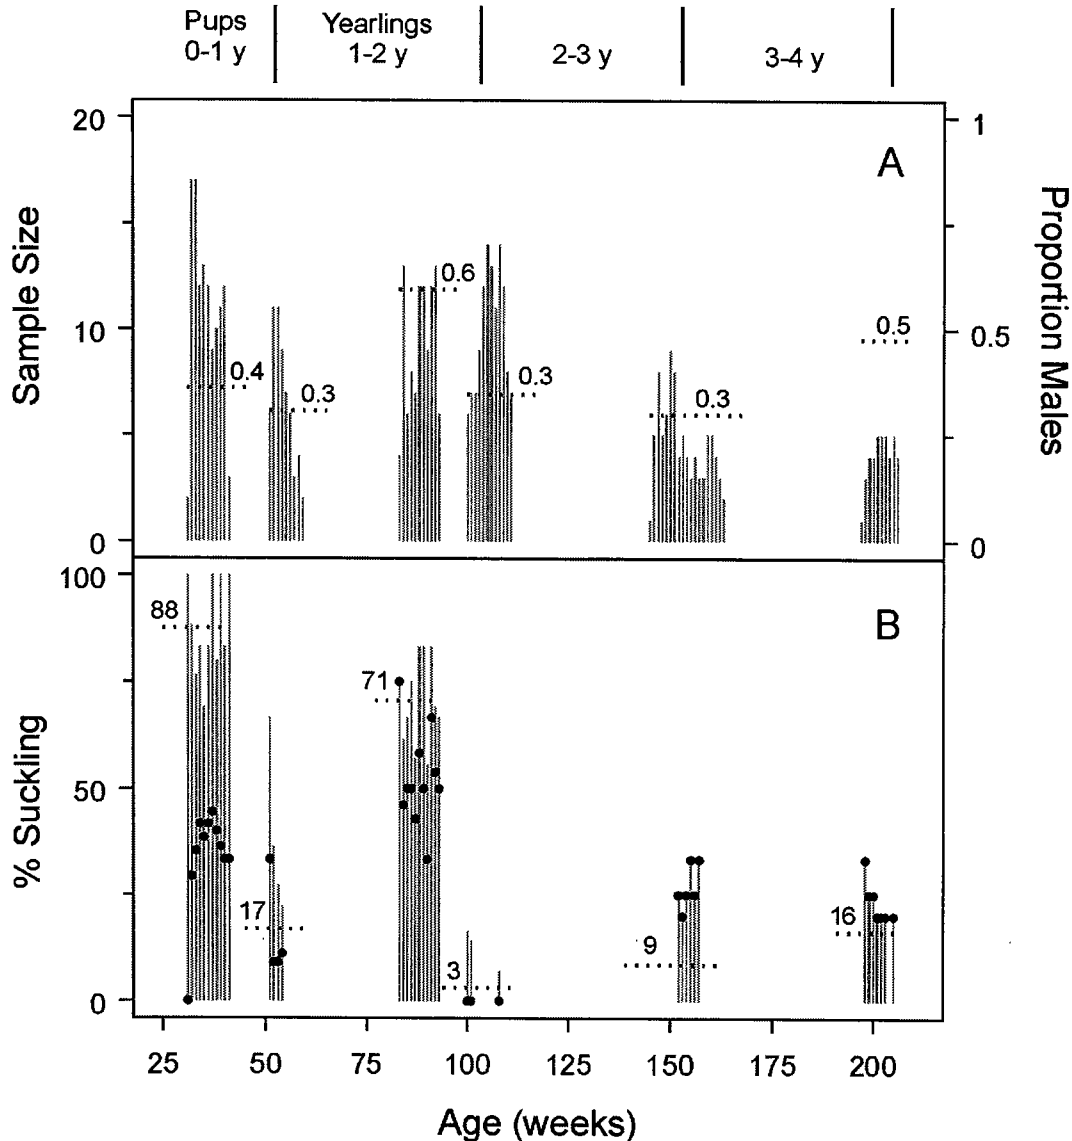 Pups
0-1 y
Yearlings
1-2 y
2-3 y
3-4 y
20
1
A
Sample Size
Proportion Males
0.6
10
0.5
0.5
0.4
0.3
0.3
0.3
0
0
100
88
B
71
% Suckling
50
17
16
9
3
0
25
50
75
100
125
150
175
200
Age (weeks)